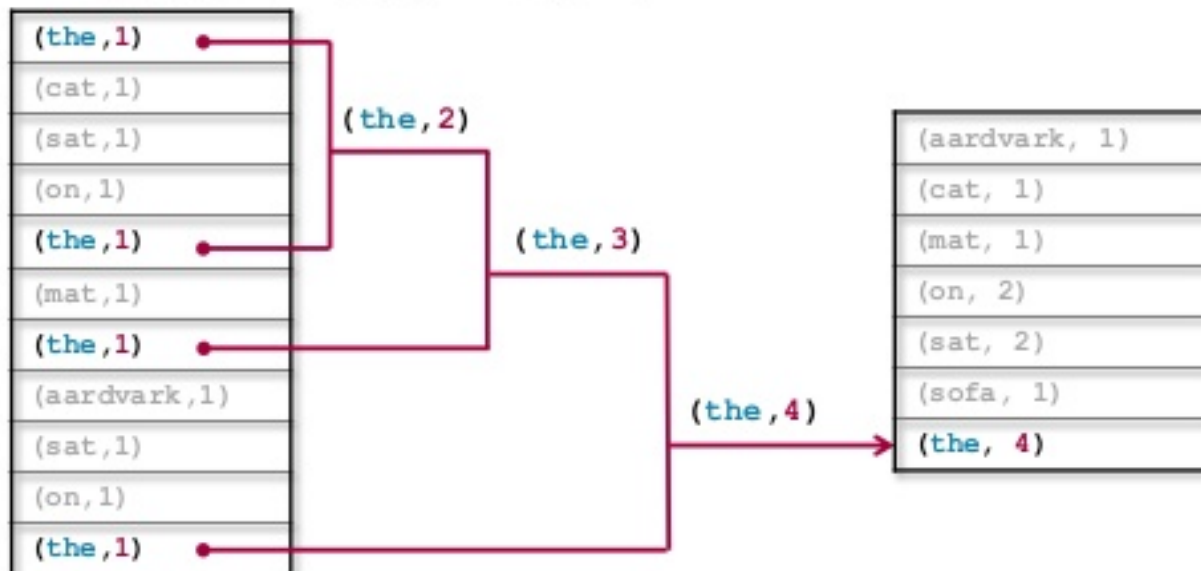 (the,1)
(cat,1)
(sat,1)
(on,1)
(the,1)
(mat,1)
(the,1)
(aardvark,1)
(sat,1)
(on,1)
(the,1)
(the,2)
(the,3)
(the,4)
(aardvark, 1)
(cat, 1)
(mat, 1)
(on, 2)
(sat, 2)
(sofa, 1)
(the, 4)